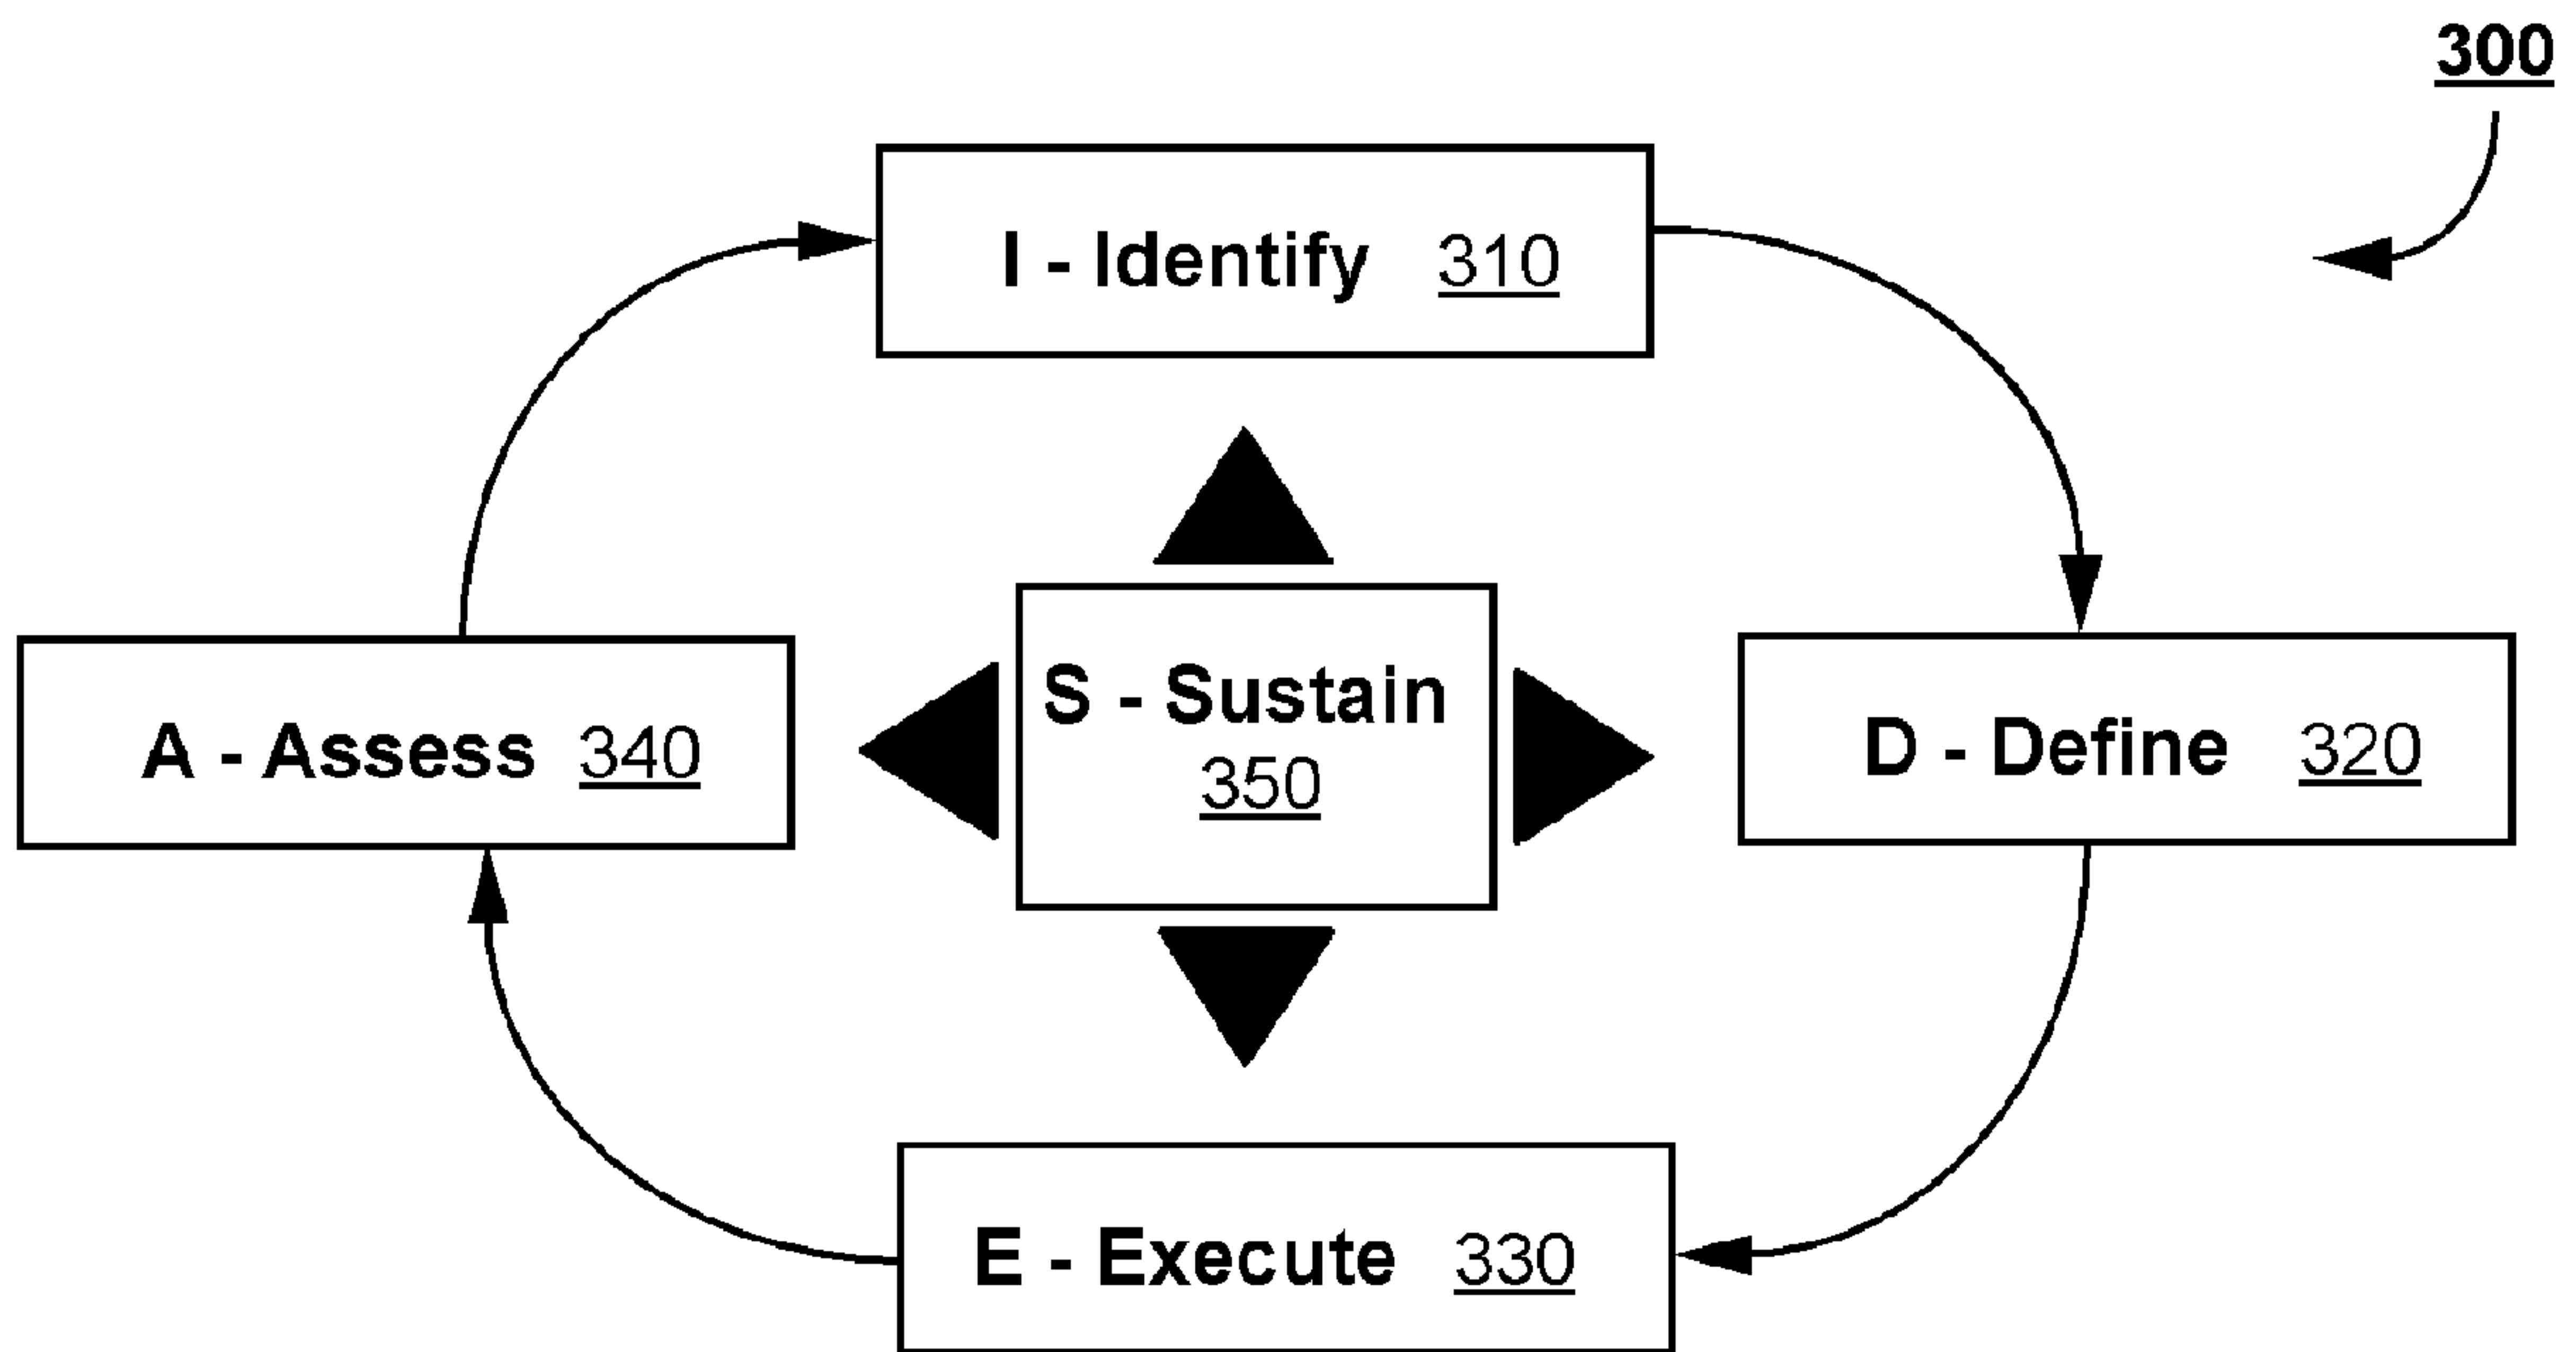 300
I - Identify 310
A - Assess 340
S - Sustain
350
D - Define 320
E - Execute 330